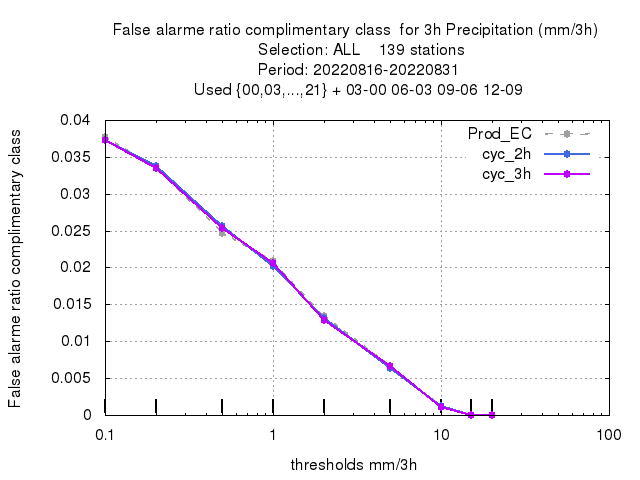 False alarme ratio complimentary class  for 3h Precipitation (mm/3h)
Selection: ALL    139 stations
Period: 20220816-20220831
Used {00,03,...,21} + 03-00 06-03 09-06 12-09
Prod_EC
cyc_2h
cyc_3h
0.04
0.035
0.03
0.025
0.02
0.015
0.01
0.005
0
False alarme ratio complimentary class
0.1 1 10 100
thresholds mm/3h